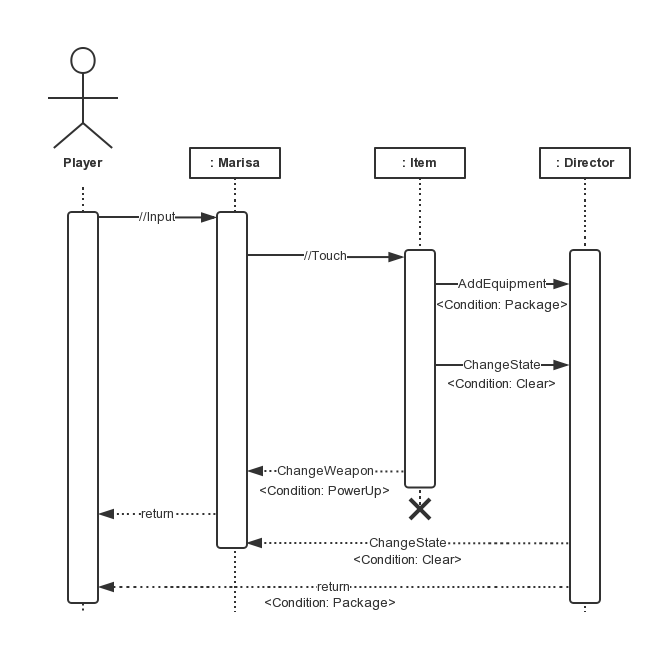 Player
: Marisa
: Item
: Director
//Input
//Touch
AddEquipment
<Condition: Package>
ChangeState
<Condition: Clear>
ChangeWeapon
<Condition: PowerUp>
return
ChangeState
<Condition: Clear>
return
<Condition: Package>